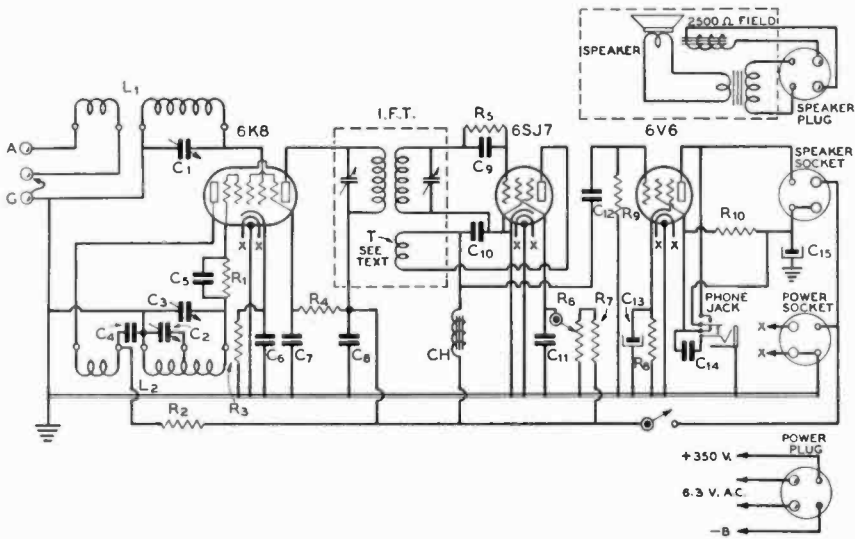 2500 Ω FIELD
SPEAKER
SPEAKER PLUG
L1
A
G
C1
6K8
I.F.T.
R5
C9
6SJ7
6V6
SPEAKER SOCKET
C12
R9
R10
C15
T
SEE TEXT
C10
C5
R1
C3
C4
C2
L2
R3
X
X
C6
C7
R4
C8
CH
X
X
C11
R6
R7
C13
R8
X
X
C14
PHONE JACK
POWER SOCKET
X
X
R2
POWER PLUG
+350 V.
6.3 V. A.C.
-B